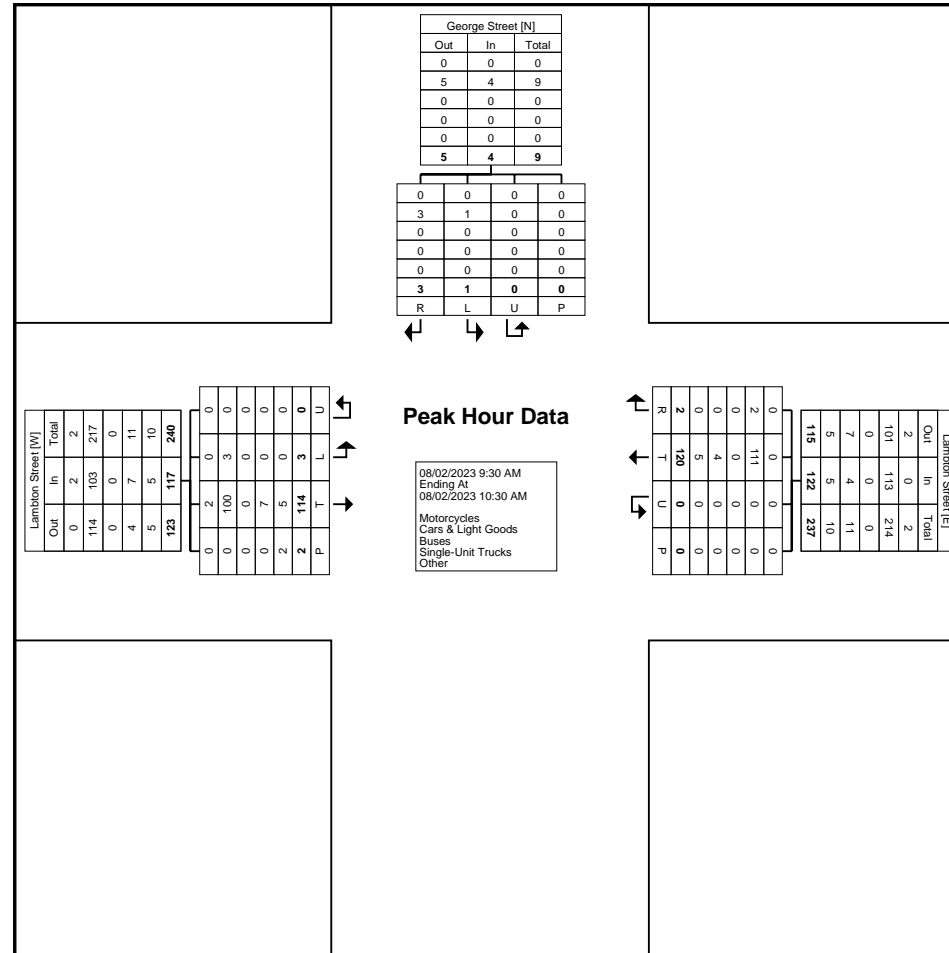 George Street [N]
Out In Total
0 0 0
5 4 9
0 0 0
0 0 0
0 0 0
5 4 9
0 0 0 0
3 1 0 0
0 0 0 0
0 0 0 0
0 0 0 0
3 1 0 0
R L U P
Lambton Street [W]
Out In Total
0 2 2
114 103 217
0 0 0
4 7 11
5 5 10
123 117 240
0 2 0 0
0 100 3 0
0 0 0 0
0 7 0 0
2 5 0 0
2 114 3 0
P T L U
Peak Hour Data
08/02/2023 9:30 AM
Ending At
08/02/2023 10:30 AM
Motorcycles
Cars & Light Goods
Buses
Single-Unit Trucks
Other
Lambton Street [E]
Out In Total
2 0 2
101 113 214
0 0 0
7 4 11
5 5 10
115 122 237
0 0 0 0
2 111 0 0
0 0 0 0
0 4 0 0
0 5 0 0
2 120 0 0
R T U P